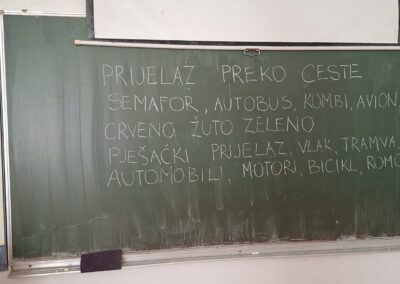 PRIJELAZ PREKO CESTE
SEMAFOR, AUTOBUS, KOMBI, AVION,
CRVENO ŽUTO ZELENO
PJEŠAČKI PRIJELAZ, VLAK, TRAMVA
AUTOMOBILI, MOTORI, BICIKL, ROMO